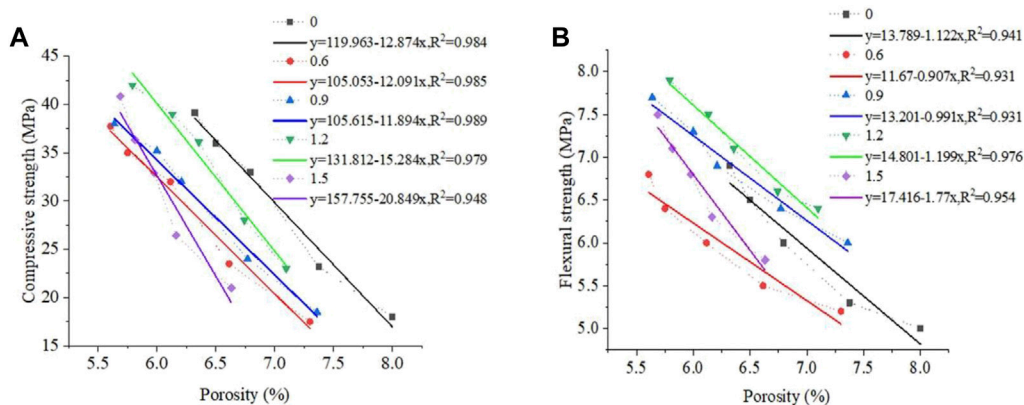 A
0
y=119.963-12.874x,R²=0.984
0.6
y=105.053-12.091x,R²=0.985
0.9
y=105.615-11.894x,R²=0.989
1.2
y=131.812-15.284x,R²=0.979
1.5
y=157.755-20.849x,R²=0.948
Compressive strength (MPa)
45
40
35
30
25
20
15
5.5 6.0 6.5 7.0 7.5 8.0
Porosity (%)
B
0
y=13.789-1.122x,R²=0.941
0.6
y=11.67-0.907x,R²=0.931
0.9
y=13.201-0.991x,R²=0.931
1.2
y=14.801-1.199x,R²=0.976
1.5
y=17.416-1.77x,R²=0.954
Flexural strength (MPa)
8.0
7.5
7.0
6.5
6.0
5.5
5.0
5.5 6.0 6.5 7.0 7.5 8.0
Porosity (%)